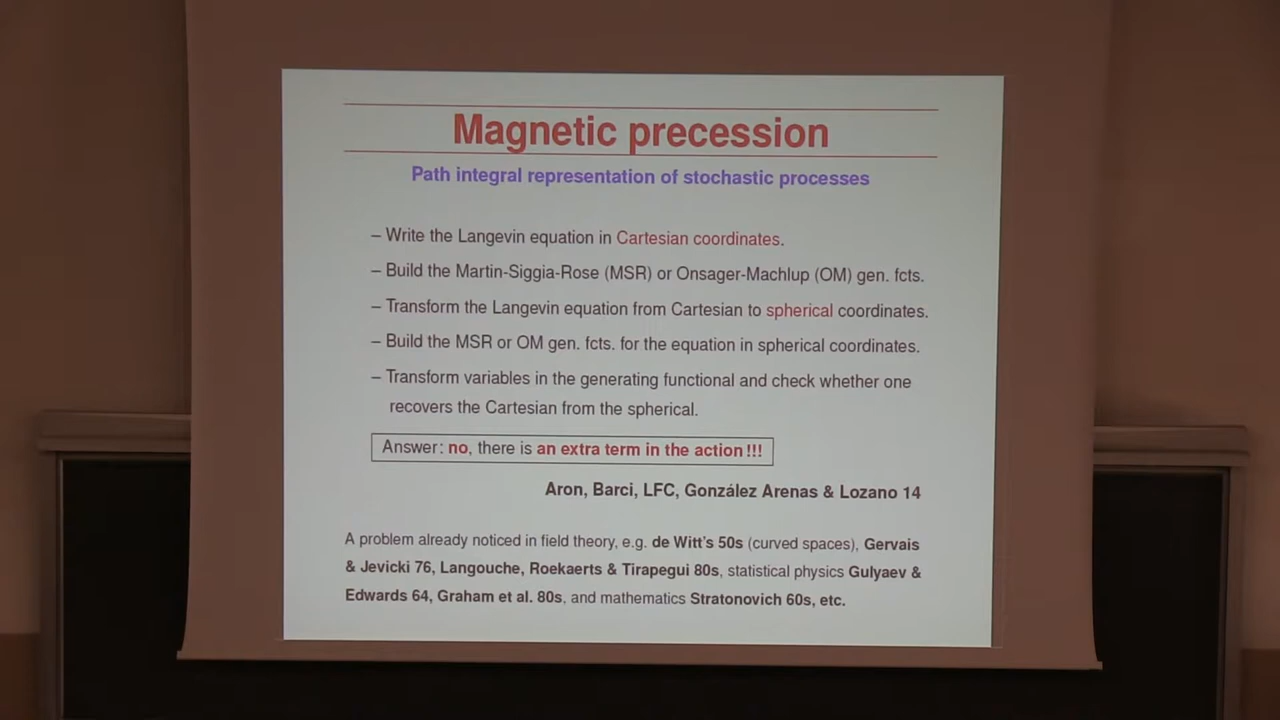 Magnetic precession
Path integral representation of stochastic processes
– Write the Langevin equation in Cartesian coordinates.
– Build the Martin-Siggia-Rose (MSR) or Onsager-Machlup (OM) gen. fcts.
– Transform the Langevin equation from Cartesian to spherical coordinates.
– Build the MSR or OM gen. fcts. for the equation in spherical coordinates.
– Transform variables in the generating functional and check whether one
recovers the Cartesian from the spherical.
Answer: no, there is an extra term in the action !!!
Aron, Barci, LFC, González Arenas & Lozano 14
A problem already noticed in field theory, e.g. de Witt's 50s (curved spaces), Gervais
& Jevicki 76, Langouche, Roekaerts & Tirapegui 80s, statistical physics Gulyaev &
Edwards 64, Graham et al. 80s, and mathematics Stratonovich 60s, etc.